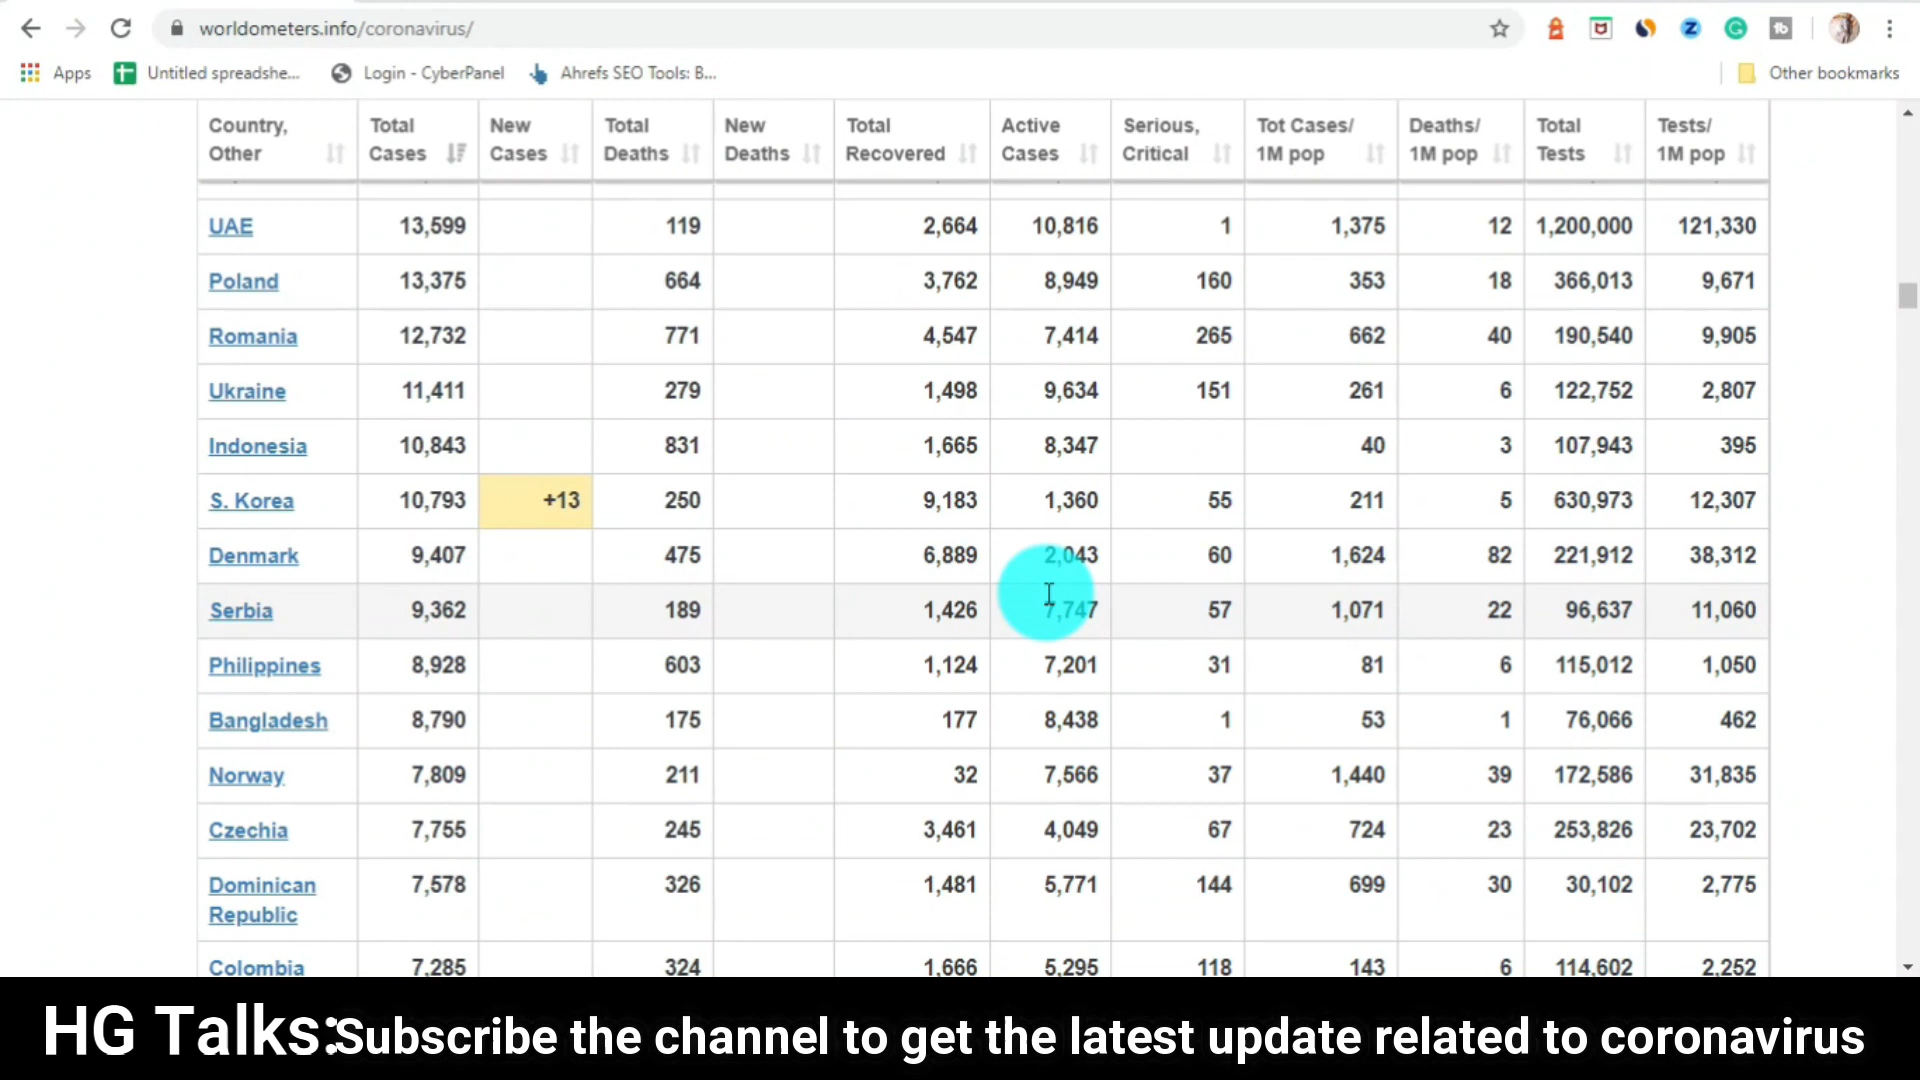 worldometers.info/coronavirus/
Apps Untitled spreadshe... Login - CyberPanel Ahrefs SEO Tools: B... Other bookmarks
Country, Other Total Cases New Cases Total Deaths New Deaths Total Recovered Active Cases Serious, Critical Tot Cases/ 1M pop Deaths/ 1M pop Total Tests Tests/ 1M pop
UAE 13,599 119 2,664 10,816 1 1,375 12 1,200,000 121,330
Poland 13,375 664 3,762 8,949 160 353 18 366,013 9,671
Romania 12,732 771 4,547 7,414 265 662 40 190,540 9,905
Ukraine 11,411 279 1,498 9,634 151 261 6 122,752 2,807
Indonesia 10,843 831 1,665 8,347 40 3 107,943 395
S. Korea 10,793 +13 250 9,183 1,360 55 211 5 630,973 12,307
Denmark 9,407 475 6,889 2,043 60 1,624 82 221,912 38,312
Serbia 9,362 189 1,426 7,747 57 1,071 22 96,637 11,060
Philippines 8,928 603 1,124 7,201 31 81 6 115,012 1,050
Bangladesh 8,790 175 177 8,438 1 53 1 76,066 462
Norway 7,809 211 32 7,566 37 1,440 39 172,586 31,835
Czechia 7,755 245 3,461 4,049 67 724 23 253,826 23,702
Dominican Republic 7,578 326 1,481 5,771 144 699 30 30,102 2,775
Colombia 7,285 324 1,666 5,295 118 143 6 114,602 2,252
HG Talks: Subscribe the channel to get the latest update related to coronavirus